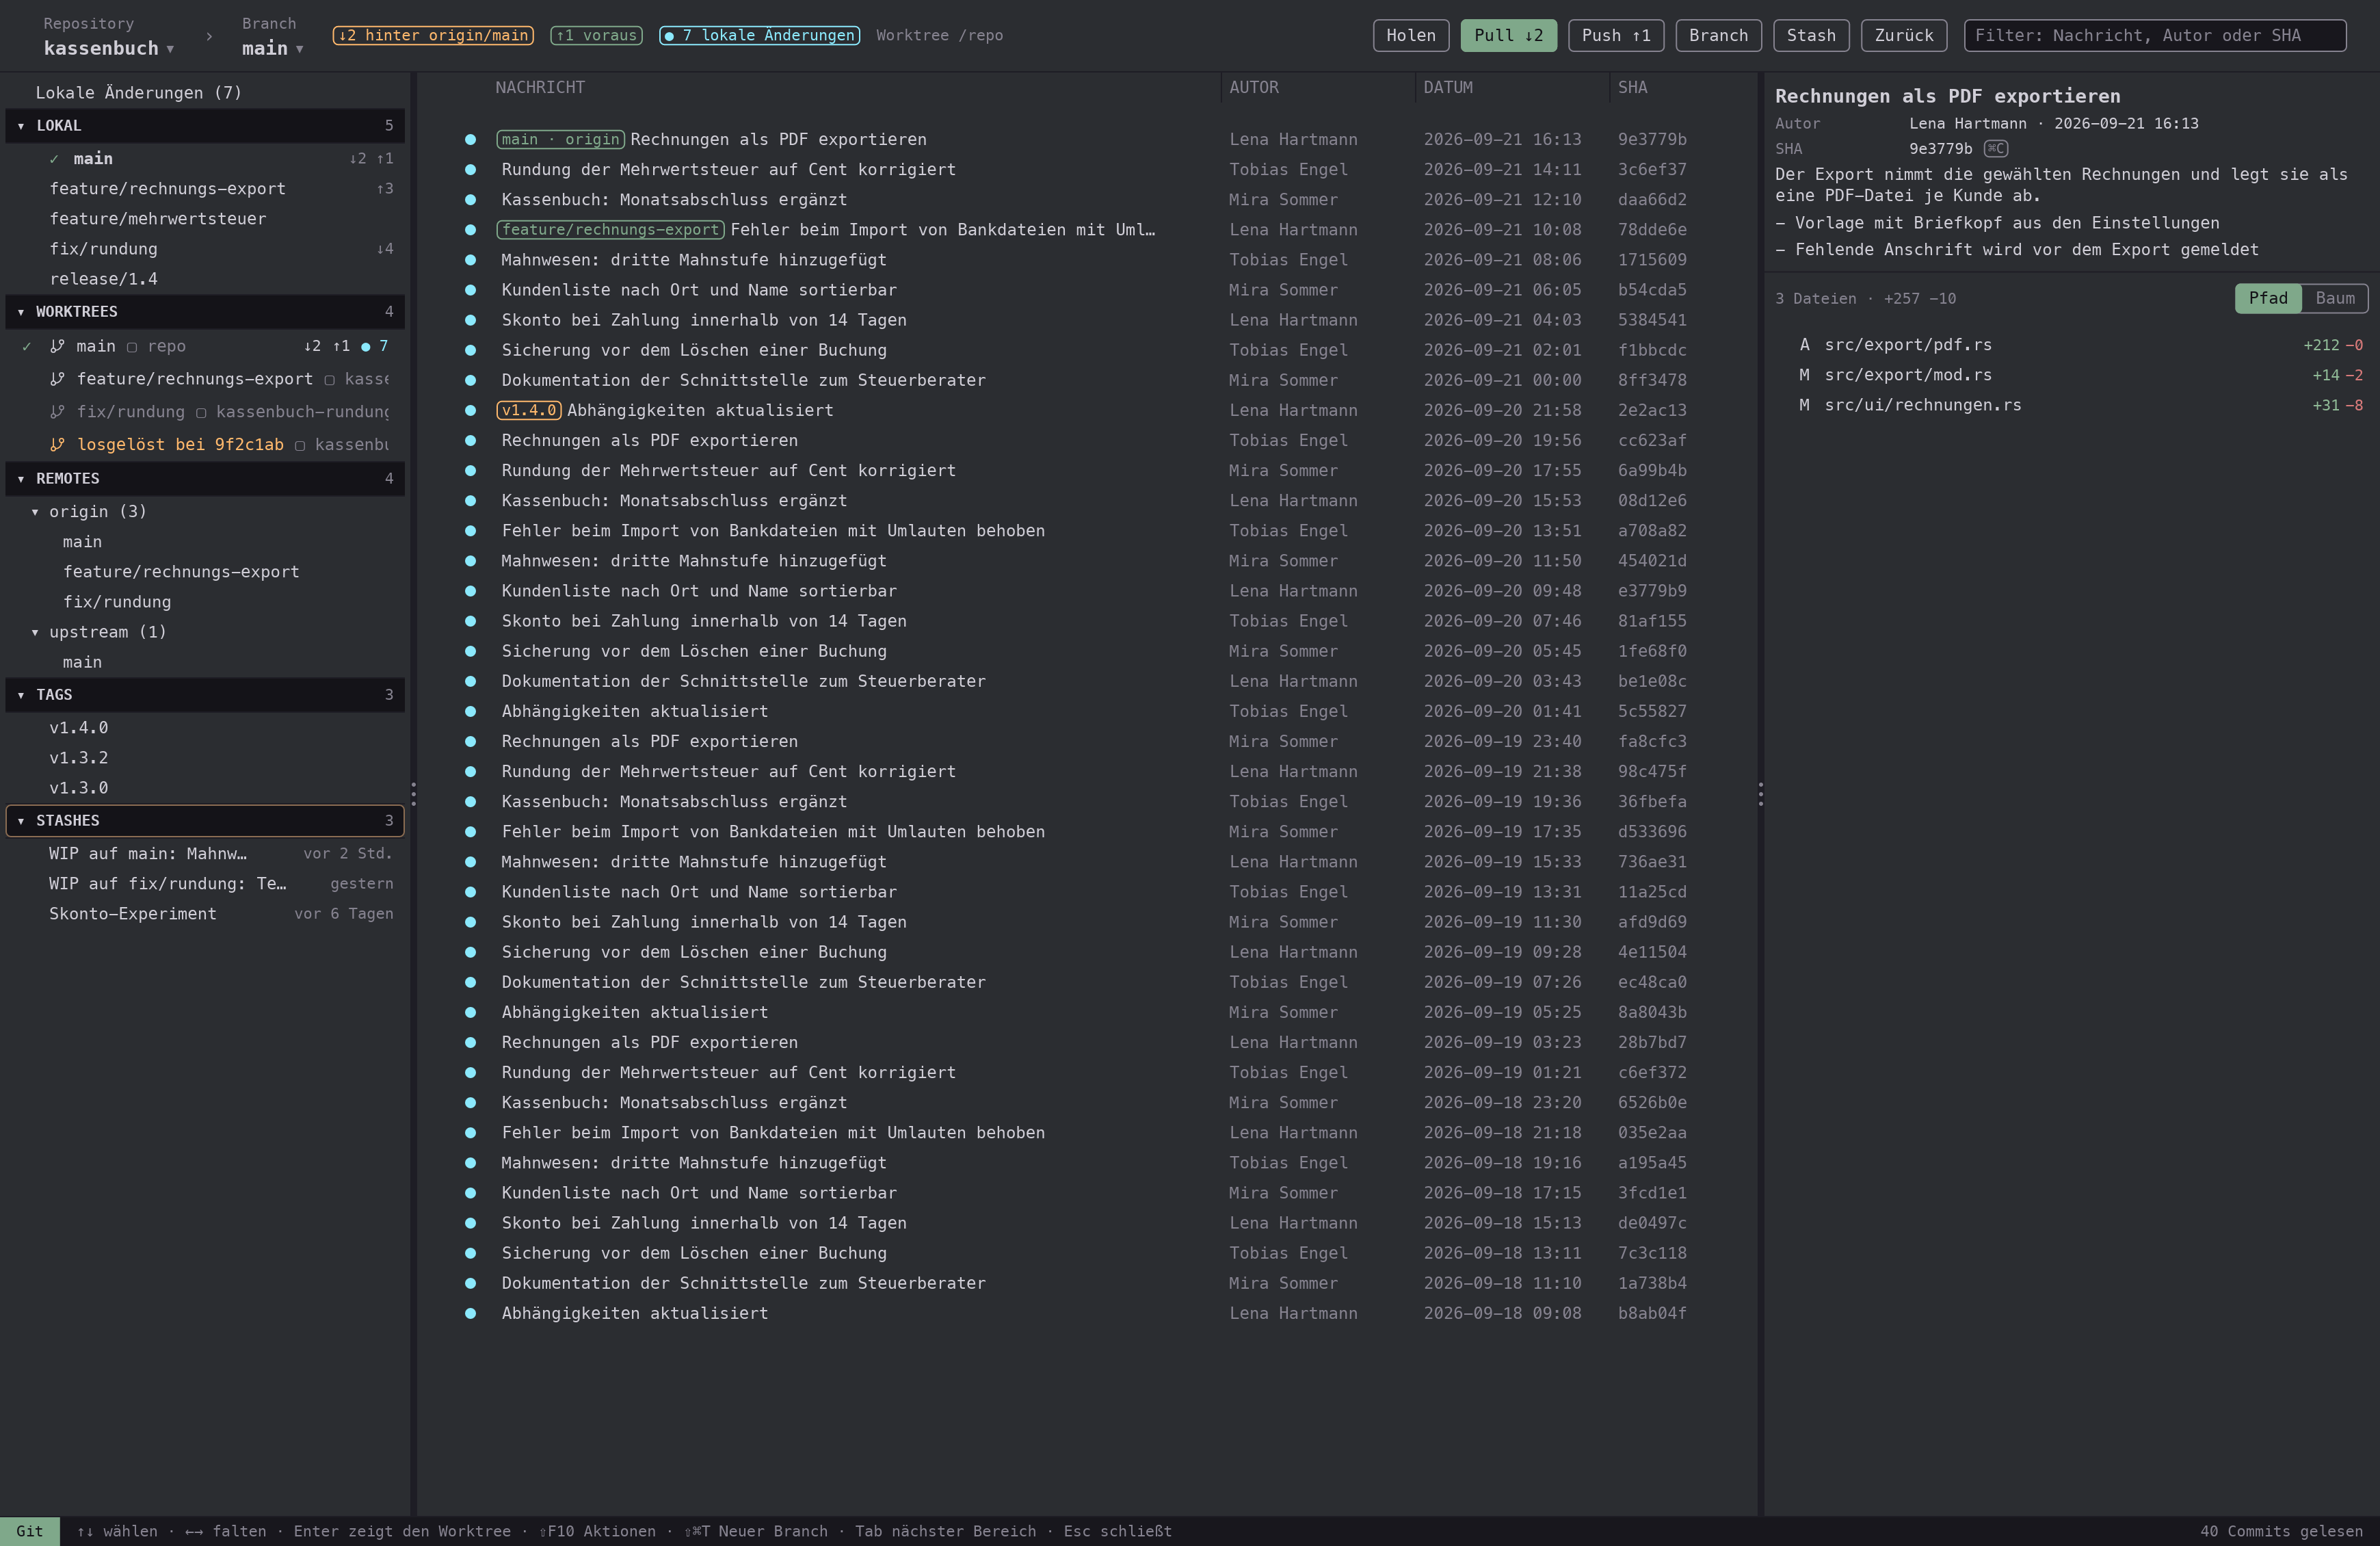 Repository
kassenbuch ▾
›
Branch
main ▾
↓2 hinter origin/main
↑1 voraus
● 7 lokale Änderungen
Worktree /repo
Holen
Pull ↓2
Push ↑1
Branch
Stash
Zurück
Filter: Nachricht, Autor oder SHA
Lokale Änderungen (7)
▾ LOKAL 5
✓ main ↓2 ↑1
feature/rechnungs-export ↑3
feature/mehrwertsteuer
fix/rundung ↓4
release/1.4
▾ WORKTREES 4
✓ main ▢ repo ↓2 ↑1 ● 7
feature/rechnungs-export ▢ kasse
fix/rundung ▢ kassenbuch-rundung
losgelöst bei 9f2c1ab ▢ kassenbu
▾ REMOTES 4
▾ origin (3)
main
feature/rechnungs-export
fix/rundung
▾ upstream (1)
main
▾ TAGS 3
v1.4.0
v1.3.2
v1.3.0
▾ STASHES 3
WIP auf main: Mahnw… vor 2 Std.
WIP auf fix/rundung: Te… gestern
Skonto-Experiment vor 6 Tagen
NACHRICHT AUTOR DATUM SHA
main · origin Rechnungen als PDF exportieren Lena Hartmann 2026-09-21 16:13 9e3779b
Rundung der Mehrwertsteuer auf Cent korrigiert Tobias Engel 2026-09-21 14:11 3c6ef37
Kassenbuch: Monatsabschluss ergänzt Mira Sommer 2026-09-21 12:10 daa66d2
feature/rechnungs-export Fehler beim Import von Bankdateien mit Uml… Lena Hartmann 2026-09-21 10:08 78dde6e
Mahnwesen: dritte Mahnstufe hinzugefügt Tobias Engel 2026-09-21 08:06 1715609
Kundenliste nach Ort und Name sortierbar Mira Sommer 2026-09-21 06:05 b54cda5
Skonto bei Zahlung innerhalb von 14 Tagen Lena Hartmann 2026-09-21 04:03 5384541
Sicherung vor dem Löschen einer Buchung Tobias Engel 2026-09-21 02:01 f1bbcdc
Dokumentation der Schnittstelle zum Steuerberater Mira Sommer 2026-09-21 00:00 8ff3478
v1.4.0 Abhängigkeiten aktualisiert Lena Hartmann 2026-09-20 21:58 2e2ac13
Rechnungen als PDF exportieren Tobias Engel 2026-09-20 19:56 cc623af
Rundung der Mehrwertsteuer auf Cent korrigiert Mira Sommer 2026-09-20 17:55 6a99b4b
Kassenbuch: Monatsabschluss ergänzt Lena Hartmann 2026-09-20 15:53 08d12e6
Fehler beim Import von Bankdateien mit Umlauten behoben Tobias Engel 2026-09-20 13:51 a708a82
Mahnwesen: dritte Mahnstufe hinzugefügt Mira Sommer 2026-09-20 11:50 454021d
Kundenliste nach Ort und Name sortierbar Lena Hartmann 2026-09-20 09:48 e3779b9
Skonto bei Zahlung innerhalb von 14 Tagen Tobias Engel 2026-09-20 07:46 81af155
Sicherung vor dem Löschen einer Buchung Mira Sommer 2026-09-20 05:45 1fe68f0
Dokumentation der Schnittstelle zum Steuerberater Lena Hartmann 2026-09-20 03:43 be1e08c
Abhängigkeiten aktualisiert Tobias Engel 2026-09-20 01:41 5c55827
Rechnungen als PDF exportieren Mira Sommer 2026-09-19 23:40 fa8cfc3
Rundung der Mehrwertsteuer auf Cent korrigiert Lena Hartmann 2026-09-19 21:38 98c475f
Kassenbuch: Monatsabschluss ergänzt Tobias Engel 2026-09-19 19:36 36fbefa
Fehler beim Import von Bankdateien mit Umlauten behoben Mira Sommer 2026-09-19 17:35 d533696
Mahnwesen: dritte Mahnstufe hinzugefügt Lena Hartmann 2026-09-19 15:33 736ae31
Kundenliste nach Ort und Name sortierbar Tobias Engel 2026-09-19 13:31 11a25cd
Skonto bei Zahlung innerhalb von 14 Tagen Mira Sommer 2026-09-19 11:30 afd9d69
Sicherung vor dem Löschen einer Buchung Lena Hartmann 2026-09-19 09:28 4e11504
Dokumentation der Schnittstelle zum Steuerberater Tobias Engel 2026-09-19 07:26 ec48ca0
Abhängigkeiten aktualisiert Mira Sommer 2026-09-19 05:25 8a8043b
Rechnungen als PDF exportieren Lena Hartmann 2026-09-19 03:23 28b7bd7
Rundung der Mehrwertsteuer auf Cent korrigiert Tobias Engel 2026-09-19 01:21 c6ef372
Kassenbuch: Monatsabschluss ergänzt Mira Sommer 2026-09-18 23:20 6526b0e
Fehler beim Import von Bankdateien mit Umlauten behoben Lena Hartmann 2026-09-18 21:18 035e2aa
Mahnwesen: dritte Mahnstufe hinzugefügt Tobias Engel 2026-09-18 19:16 a195a45
Kundenliste nach Ort und Name sortierbar Mira Sommer 2026-09-18 17:15 3fcd1e1
Skonto bei Zahlung innerhalb von 14 Tagen Lena Hartmann 2026-09-18 15:13 de0497c
Sicherung vor dem Löschen einer Buchung Tobias Engel 2026-09-18 13:11 7c3c118
Dokumentation der Schnittstelle zum Steuerberater Mira Sommer 2026-09-18 11:10 1a738b4
Abhängigkeiten aktualisiert Lena Hartmann 2026-09-18 09:08 b8ab04f
Rechnungen als PDF exportieren
Autor Lena Hartmann · 2026-09-21 16:13
SHA 9e3779b ⌘C
Der Export nimmt die gewählten Rechnungen und legt sie als
eine PDF-Datei je Kunde ab.
– Vorlage mit Briefkopf aus den Einstellungen
– Fehlende Anschrift wird vor dem Export gemeldet
3 Dateien · +257 −10
Pfad
Baum
A src/export/pdf.rs +212 −0
M src/export/mod.rs +14 −2
M src/ui/rechnungen.rs +31 −8
Git
↑↓ wählen · ←→ falten · Enter zeigt den Worktree · ⇧F10 Aktionen · ⇧⌘T Neuer Branch · Tab nächster Bereich · Esc schließt
40 Commits gelesen